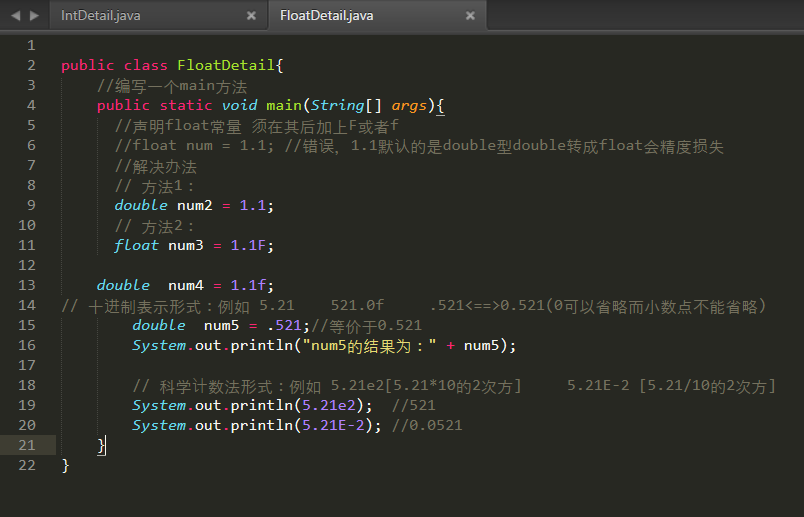 IntDetail.java × FloatDetail.java ×
1
2 public class FloatDetail{
3 //编写一个main方法
4 public static void main(String[] args){
5 //声明float常量 须在其后加上F或者f
6 //float num = 1.1; //错误，1.1默认的是double型double转成float会精度损失
7 //解决办法
8 // 方法1：
9 double num2 = 1.1;
10 // 方法2：
11 float num3 = 1.1F;
12
13 double  num4 = 1.1f;
14 // 十进制表示形式：例如 5.21    521.0f     .521<==>0.521(0可以省略而小数点不能省略)
15 double  num5 = .521;//等价于0.521
16 System.out.println("num5的结果为：" + num5);
17
18 // 科学计数法形式：例如 5.21e2[5.21*10的2次方]     5.21E-2 [5.21/10的2次方]
19 System.out.println(5.21e2);  //521
20 System.out.println(5.21E-2); //0.0521
21 }
22 }